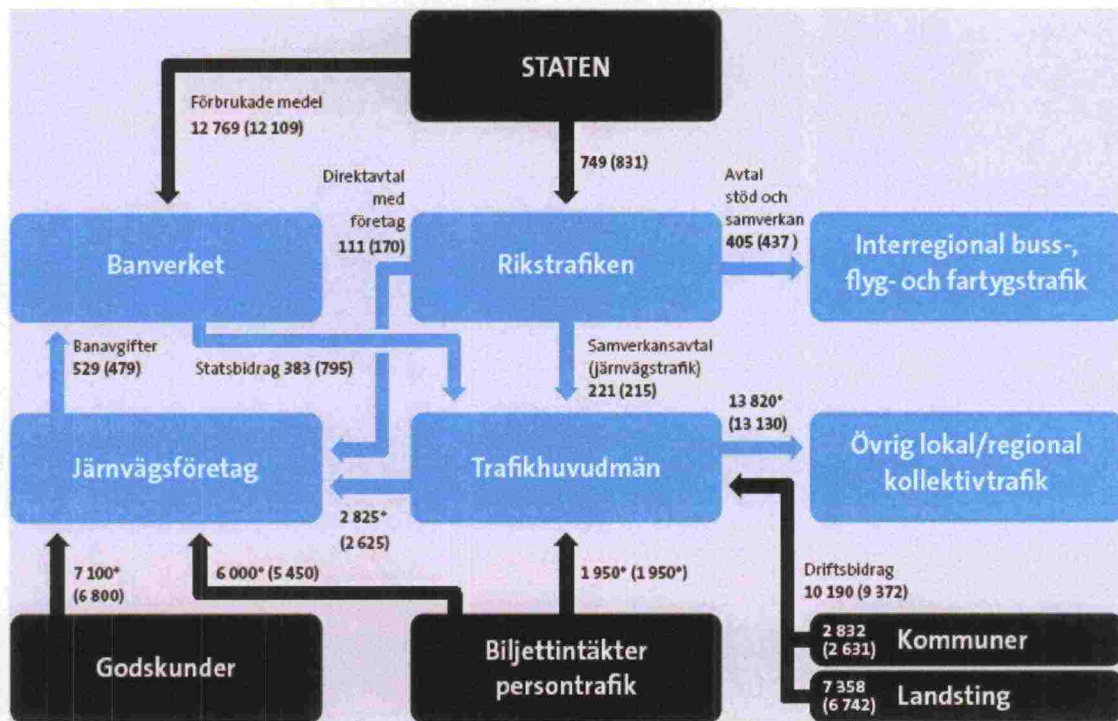 STATEN
Förbrukade medel
12 769 (12 109)
749 (831)
Direktavtal
med
företag
111 (170)
Avtal
stöd och
samverkan
405 (437 )
Banverket
Rikstrafiken
Interregional buss-,
flyg- och fartygstrafik
Banavgifter
529 (479)
Statsbidrag 383 (795)
Samverkansavtal
(järnvägstrafik)
221 (215)
13 820*
(13 130)
Järnvägsföretag
Trafikhuvudmän
Övrig lokal/regional
kollektivtrafik
2 825*
(2 625)
7 100*
(6 800)
6 000* (5 450)
1 950* (1 950*)
Driftsbidrag
10 190 (9 372)
Godskunder
Biljettintäkter
persontrafik
2 832
(2 631)
Kommuner
7 358
(6 742)
Landsting